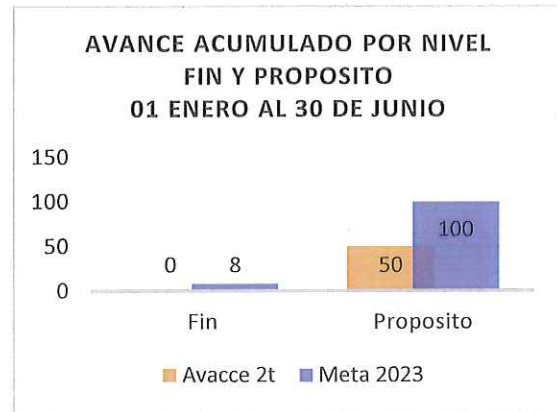 AVANCE ACUMULADO POR NIVEL
FIN Y PROPOSITO
01 ENERO AL 30 DE JUNIO
150
100
50
0
0
8
50
100
Fin
Proposito
Avacce 2t
Meta 2023